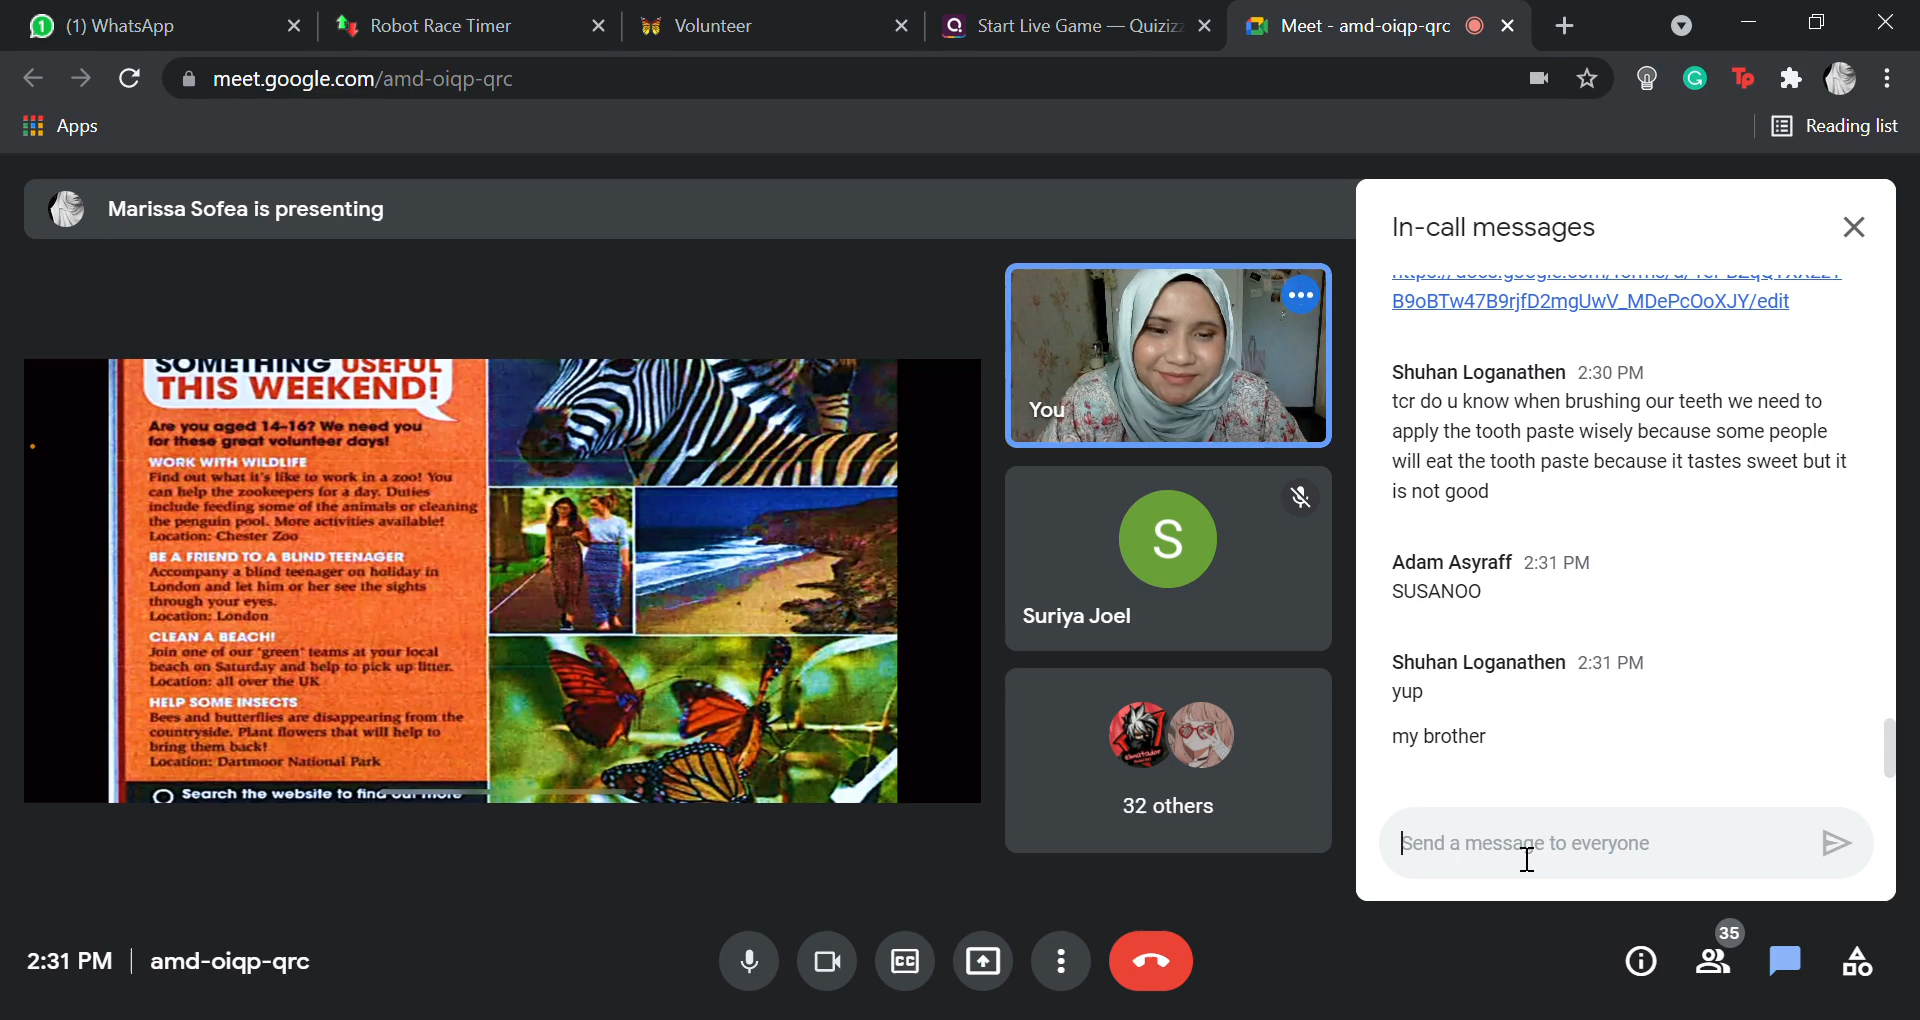 (1) WhatsApp
Robot Race Timer
Volunteer
Start Live Game — Quiziz
Meet - amd-oiqp-qrc
meet.google.com/amd-oiqp-qrc
Apps
Reading list
Marissa Sofea is presenting
SOMETHING USEFUL
THIS WEEKEND!
Are you aged 14-16? We need you
for these great volunteer days!
WORK WITH WILDLIFE
Find out what it's like to work in a zoo! You
can help the zookeepers for a day. Duties
include feeding some of the animals or cleaning
the penguin pool. More activities available!
Location: Chester Zoo
BE A FRIEND TO A BLIND TEENAGER
Accompany a blind teenager on holiday in
London and let him or her see the sights
through your eyes.
Location: London
CLEAN A BEACH!
Join one of our 'green' teams at your local
beach on Saturday and help to pick up litter.
Location: all over the UK
HELP SOME INSECTS
Bees and butterflies are disappearing from the
countryside. Plant flowers that will help to
bring them back!
Location: Dartmoor National Park
Search the website to find out more
You
S
Suriya Joel
32 others
In-call messages
B9oBTw47B9rjfD2mgUwV_MDePcOoXJY/edit
Shuhan Loganathen 2:30 PM
tcr do u know when brushing our teeth we need to
apply the tooth paste wisely because some people
will eat the tooth paste because it tastes sweet but it
is not good
Adam Asyraff 2:31 PM
SUSANOO
Shuhan Loganathen 2:31 PM
yup
my brother
Send a message to everyone
2:31 PM | amd-oiqp-qrc
CC
35